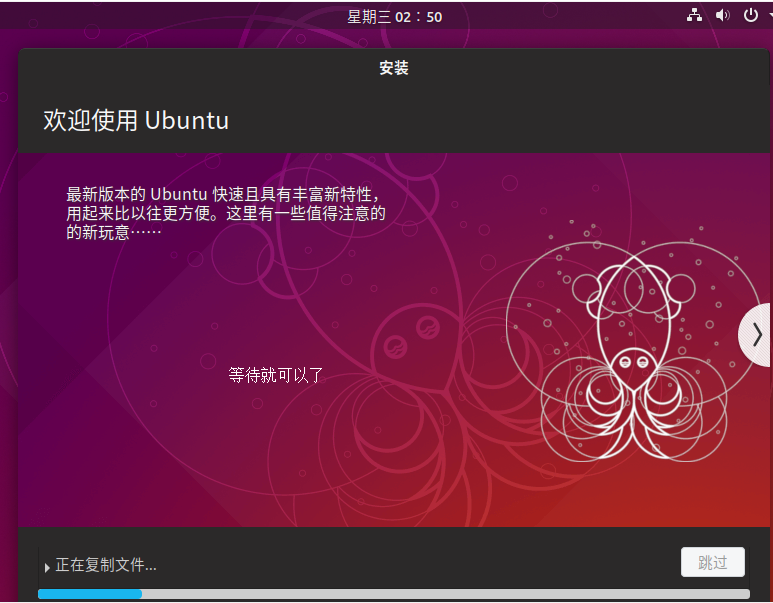 星期三 02：50
安装
欢迎使用 Ubuntu
最新版本的 Ubuntu 快速且具有丰富新特性，
用起来比以往更方便。这里有一些值得注意的
的新玩意……
等待就可以了
正在复制文件...
跳过